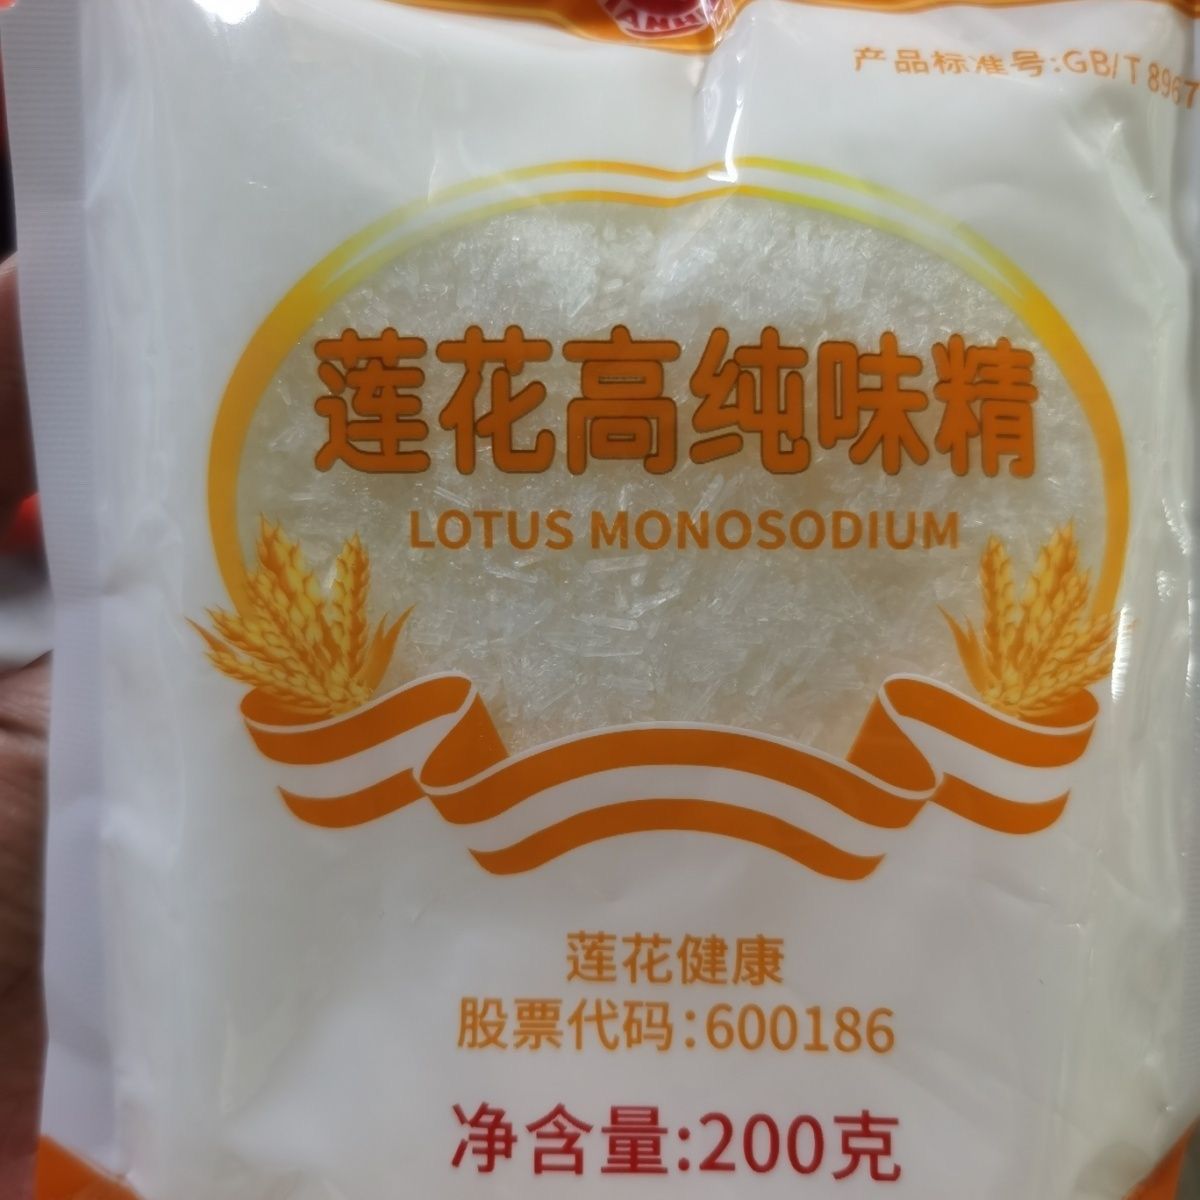 产品标准号:GB/T 8967
莲花高纯味精
LOTUS MONOSODIUM
莲花健康
股票代码:600186
净含量:200克